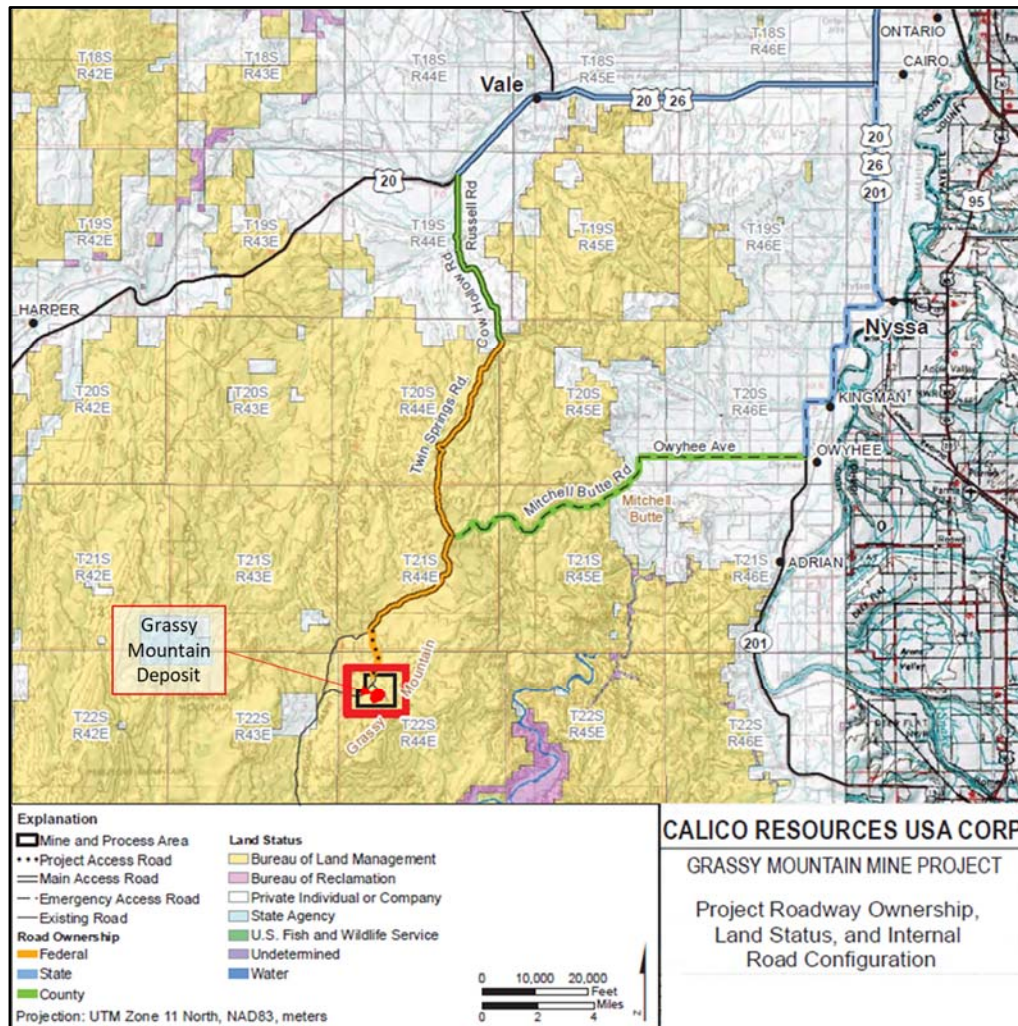 ONTARIO
T18S
R42E
T18S
R43E
T18S
R44E
T18S
R45E
T18S
R46E
CAIRO
Vale
20 26
COUNTY
PAYETTE
20
26
201
95
20
Russell Rd
T19S
R42E
T19S
R43E
T19S
R44E
T19S
R45E
T19S
R46E
Cow Hollow Rd
HARPER
Nyssa
T20S
R42E
T20S
R43E
T20S
R44E
T20S
R45E
T20S
R46E
Apple Valley
KINGMAN
Twin Springs Rd.
Owyhee Ave
OWYHEE
Mitchell Butte Rd
Mitchell
Butte
T21S
R42E
T21S
R43E
T21S
R44E
T21S
R45E
T21S
R46E
ADRIAN
Grassy
Mountain
Deposit
201
Grassy Mountain
T22S
R42E
T22S
R43E
T22S
R44E
T22S
R45E
T22S
R46E
Explanation
Mine and Process Area
Project Access Road
Main Access Road
Emergency Access Road
Existing Road
Road Ownership
Federal
State
County
Land Status
Bureau of Land Management
Bureau of Reclamation
Private Individual or Company
State Agency
U.S. Fish and Wildlife Service
Undetermined
Water
0 10,000 20,000
Feet
Miles
0 2 4
N
Projection: UTM Zone 11 North, NAD83, meters
CALICO RESOURCES USA CORP
GRASSY MOUNTAIN MINE PROJECT
Project Roadway Ownership,
Land Status, and Internal
Road Configuration